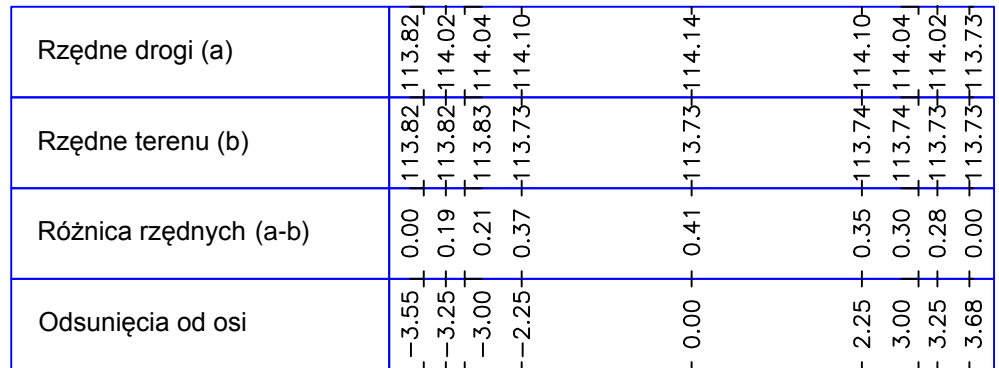 Rzędne drogi (a) 113.82 114.02 114.04 114.10 114.14 114.10 114.04 114.02 113.73
Rzędne terenu (b) 113.82 113.82 113.83 113.73 113.73 113.74 113.74 113.73 113.73
Różnica rzędnych (a-b) 0.00 0.19 0.21 0.37 0.41 0.35 0.30 0.28 0.00
Odsunięcia od osi -3.55 -3.25 -3.00 -2.25 0.00 2.25 3.00 3.25 3.68